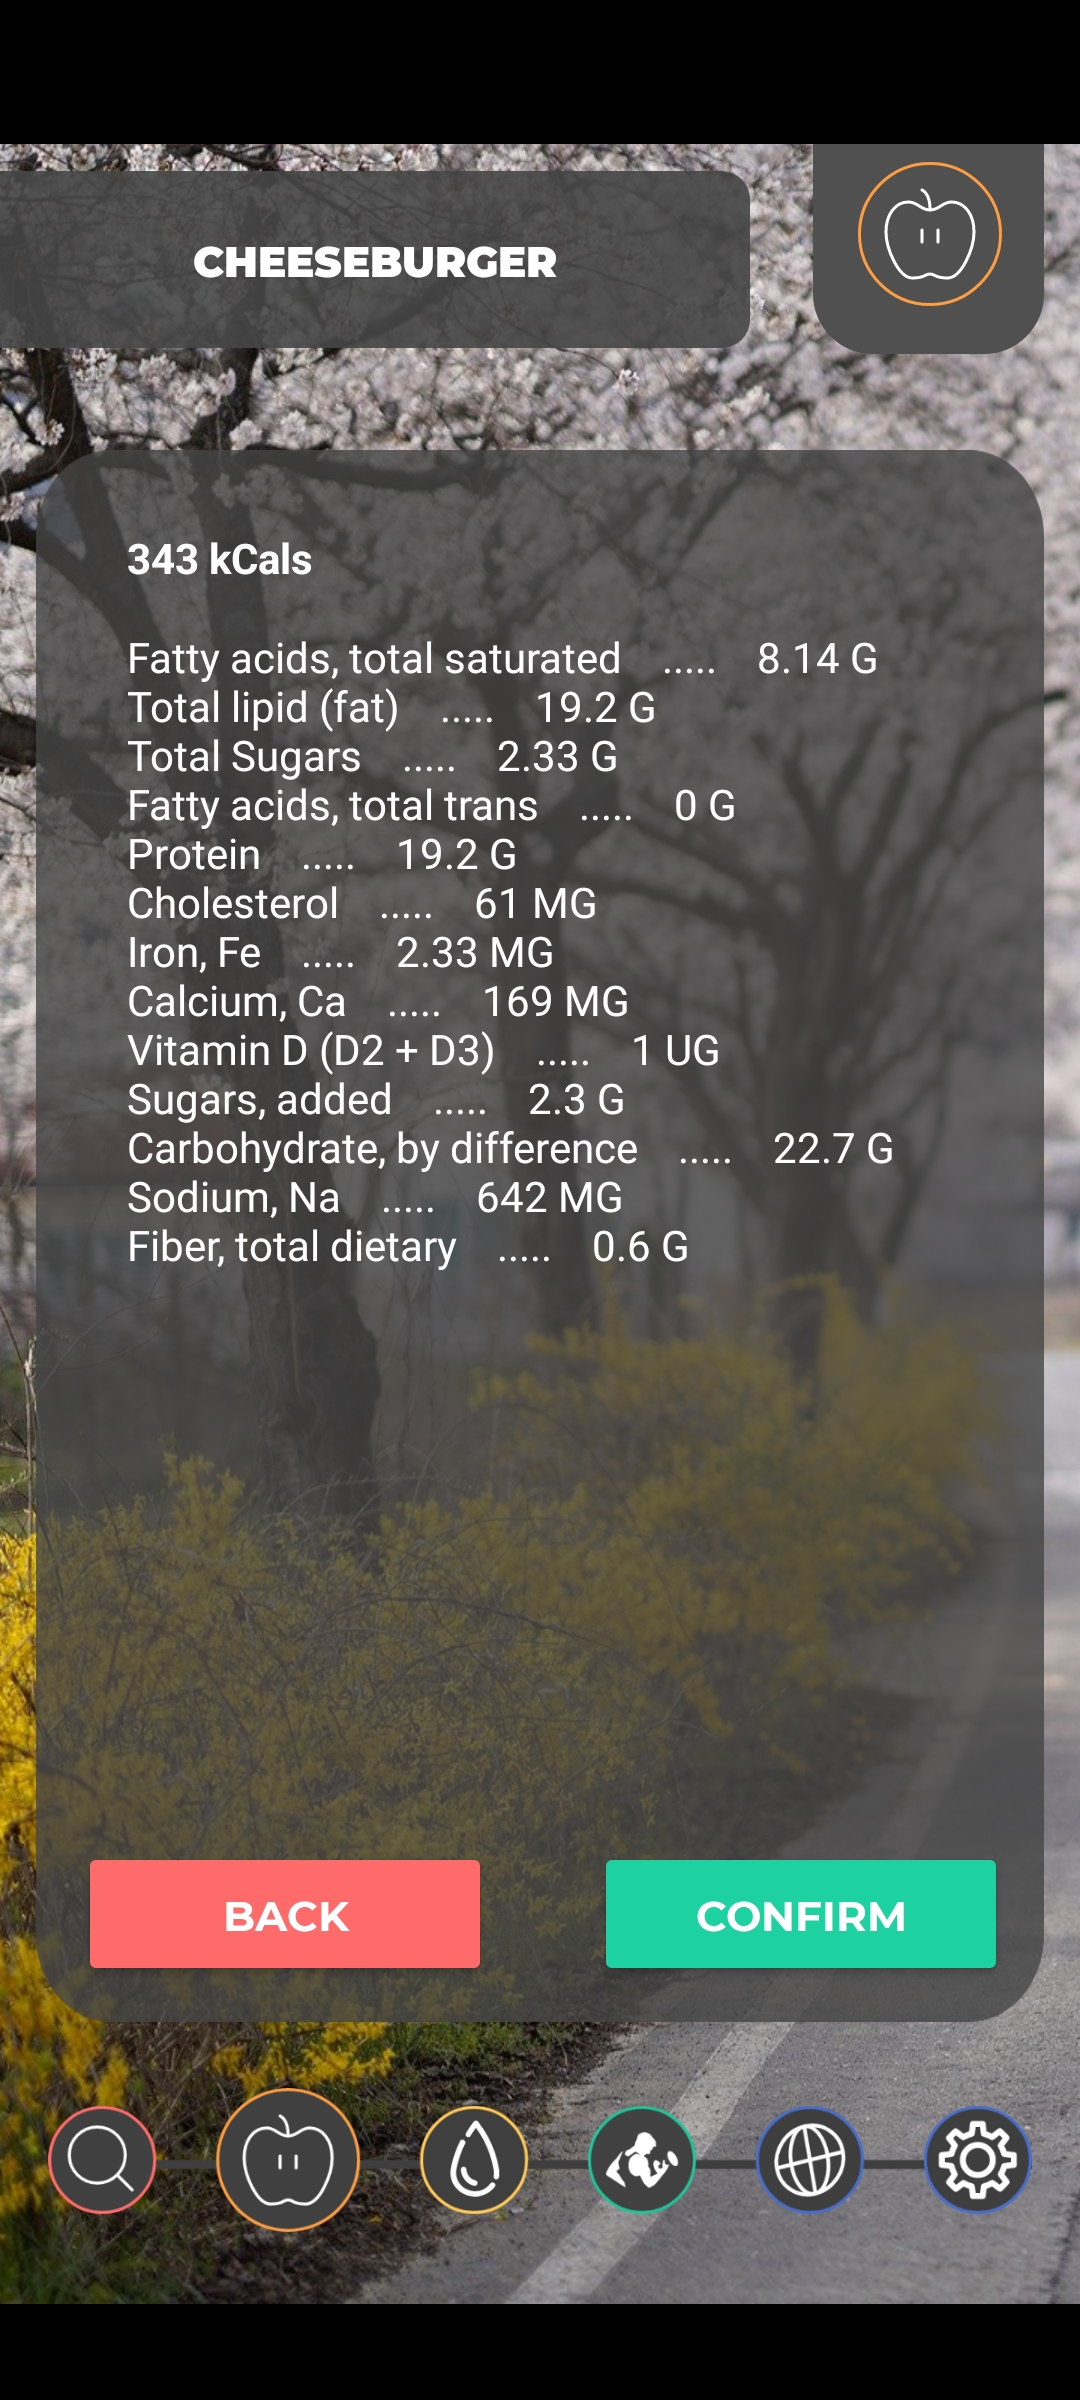 CHEESEBURGER
343 kCals
Fatty acids, total saturated ..... 8.14 G
Total lipid (fat) ..... 19.2 G
Total Sugars ..... 2.33 G
Fatty acids, total trans ..... 0 G
Protein ..... 19.2 G
Cholesterol ..... 61 MG
Iron, Fe ..... 2.33 MG
Calcium, Ca ..... 169 MG
Vitamin D (D2 + D3) ..... 1 UG
Sugars, added ..... 2.3 G
Carbohydrate, by difference ..... 22.7 G
Sodium, Na ..... 642 MG
Fiber, total dietary ..... 0.6 G
BACK
CONFIRM